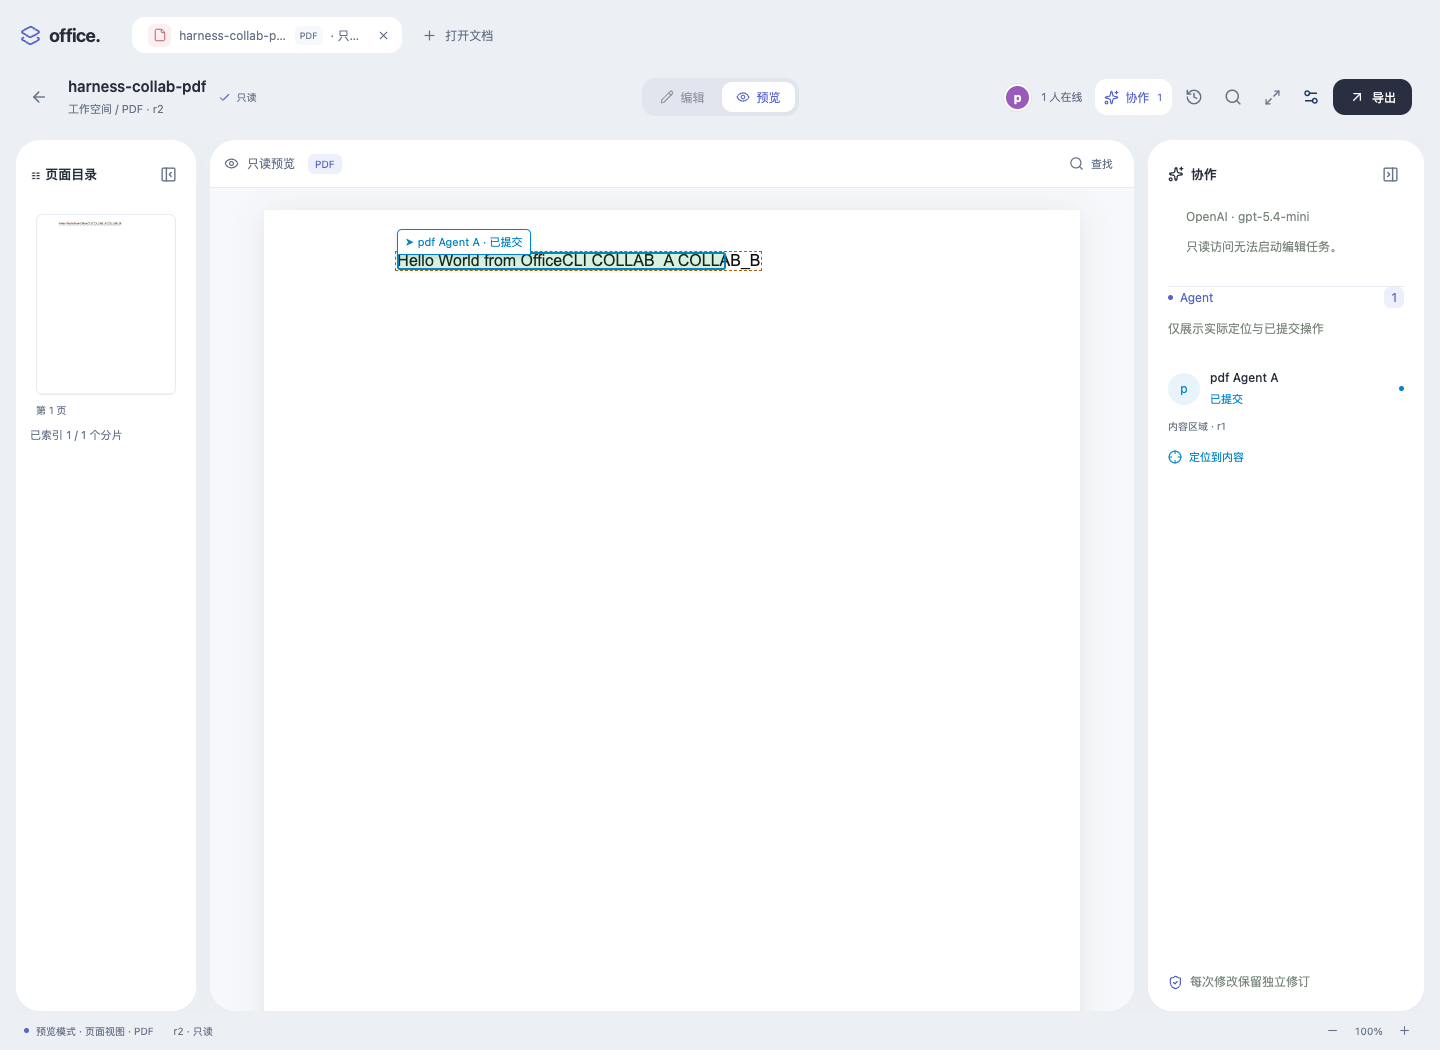 office.
harness-collab-p... PDF · 只...
打开文档
harness-collab-pdf
工作空间 / PDF · r2
只读
编辑
预览
p
1 人在线
协作 1
导出
页面目录
第 1 页
已索引 1 / 1 个分片
只读预览 PDF
查找
pdf Agent A · 已提交
Hello World from OfficeCLI COLLAB_A COLLAB_B
协作
OpenAI · gpt-5.4-mini
只读访问无法启动编辑任务。
Agent 1
仅展示实际定位与已提交操作
p
pdf Agent A
已提交
内容区域 · r1
定位到内容
每次修改保留独立修订
预览模式 · 页面视图 · PDF
r2 · 只读
100%